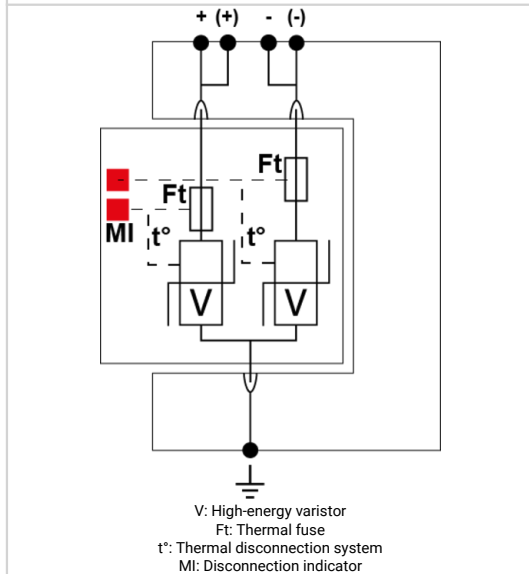 + (+) - (-)
Ft
Ft
MI t° t°
V V
V: High-energy varistor
Ft: Thermal fuse
t°: Thermal disconnection system
MI: Disconnection indicator